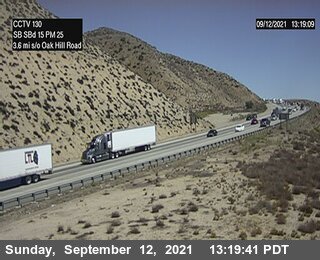 CCTV 130
SB SBd 15 PM 25
3.6 mi s/o Oak Hill Road
09/12/2021 13:19:09
Sunday, September 12, 2021 13:19:41 PDT